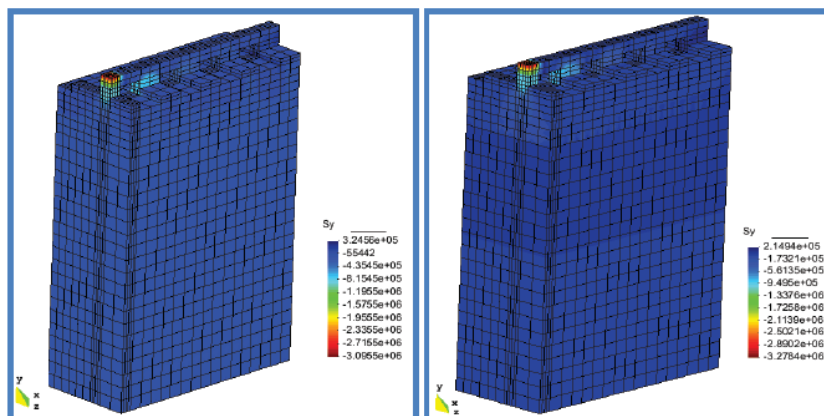 Sy
3.2456e+05
-55442
-4.3545e+05
-8.1545e+05
-1.1955e+06
-1.5755e+06
-1.9555e+06
-2.3355e+06
-2.7155e+06
-3.0955e+06
y
x
z
Sy
2.1494e+05
-1.7321e+05
-5.6135e+05
-9.495e+05
-1.3376e+06
-1.7258e+06
-2.1139e+06
-2.5021e+06
-2.8902e+06
-3.2784e+06
y
x
z